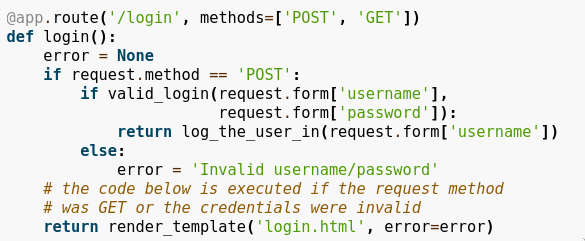 @app.route('/login', methods=['POST', 'GET'])
def login():
    error = None
    if request.method == 'POST':
        if valid_login(request.form['username'],
                       request.form['password']):
            return log_the_user_in(request.form['username'])
        else:
            error = 'Invalid username/password'
    # the code below is executed if the request method
    # was GET or the credentials were invalid
    return render_template('login.html', error=error)